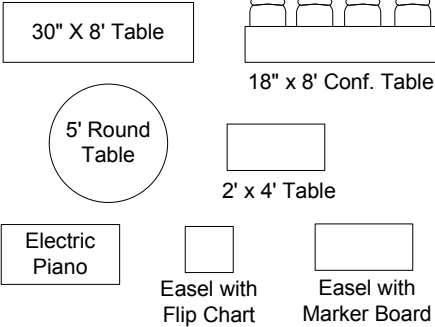 30" X 8' Table
18" x 8' Conf. Table
5' Round
Table
2' x 4' Table
Electric
Piano
Easel with
Flip Chart
Easel with
Marker Board